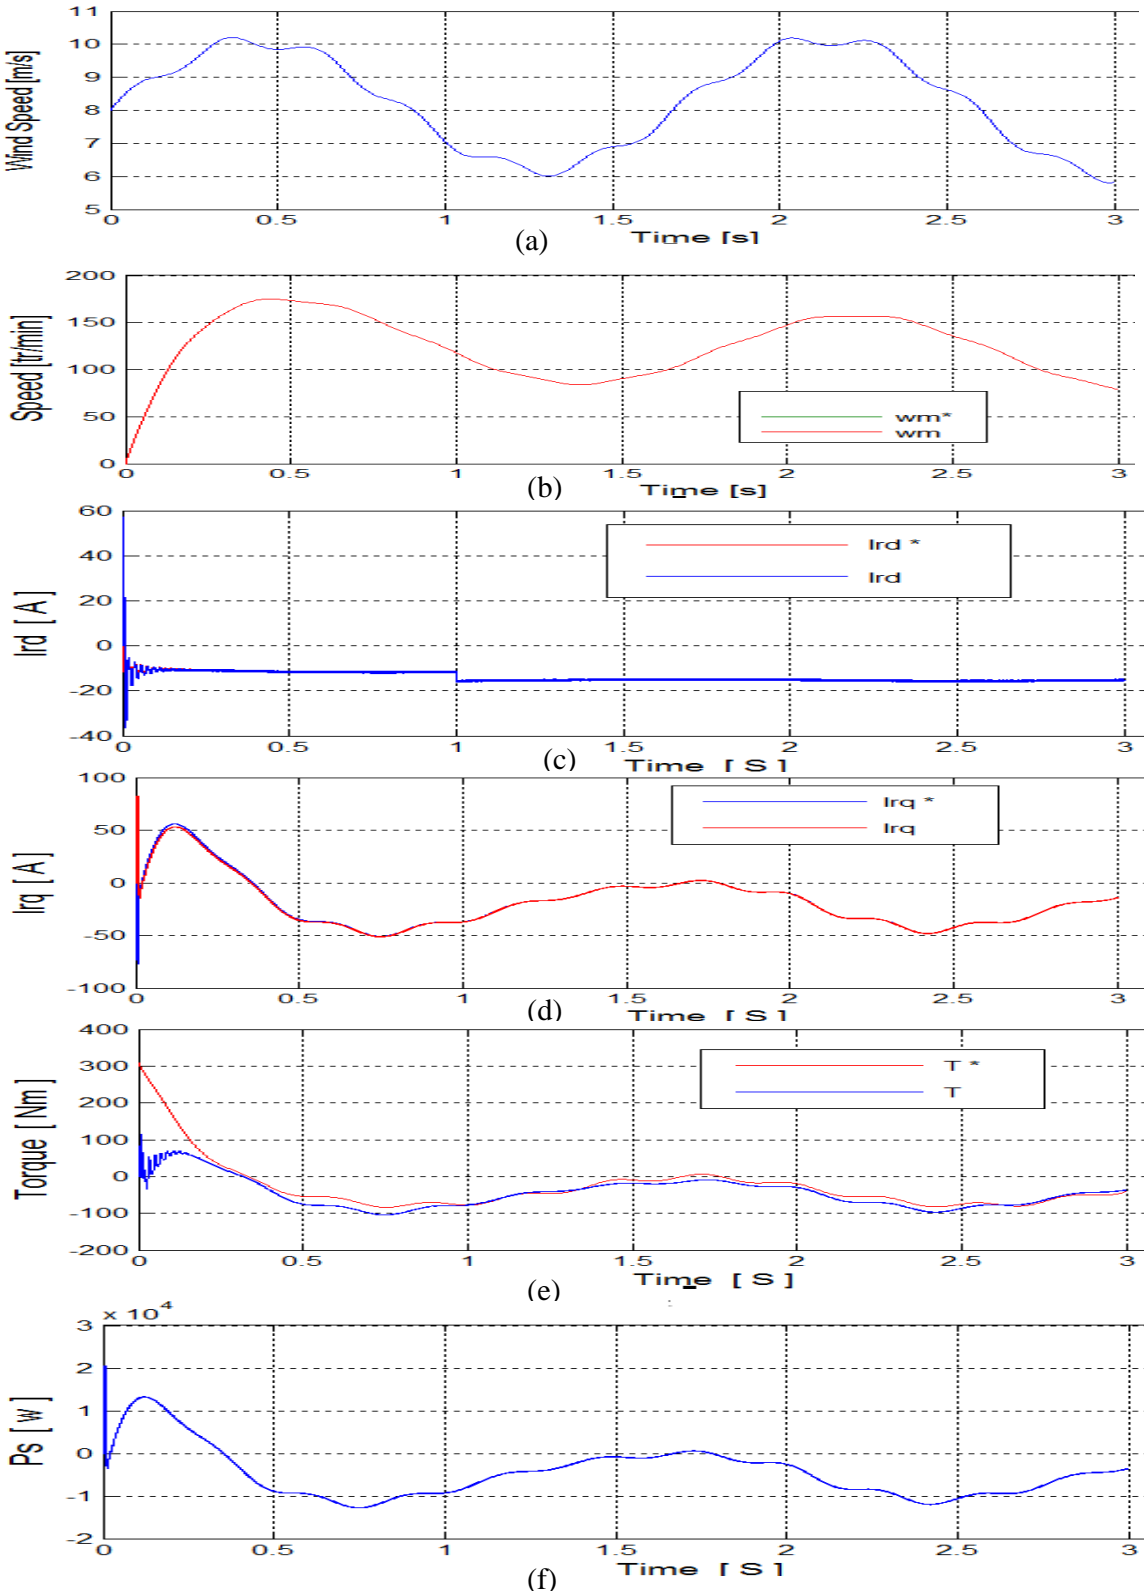 Wind Speed [m/s]
11
10
9
8
7
6
5
0 0.5 1 1.5 2 2.5 3
Time [s]
(a)
Speed [tr/min]
200
150
100
50
0
wm*
wm
0 0.5 1 1.5 2 2.5 3
Time [s]
(b)
Ird [ A ]
60
40
20
0
-20
-40
Ird *
Ird
0 0.5 1 1.5 2 2.5 3
Time [ S ]
(c)
Irq [ A ]
100
50
0
-50
-100
Irq *
Irq
0 0.5 1 1.5 2 2.5 3
Time [ S ]
(d)
Torque [ Nm ]
400
300
200
100
0
-100
-200
T *
T
0 0.5 1 1.5 2 2.5 3
Time [ S ]
(e)
x 10⁴
Ps [ w ]
3
2
1
0
-1
-2
0 0.5 1 1.5 2 2.5 3
Time [ S ]
(f)